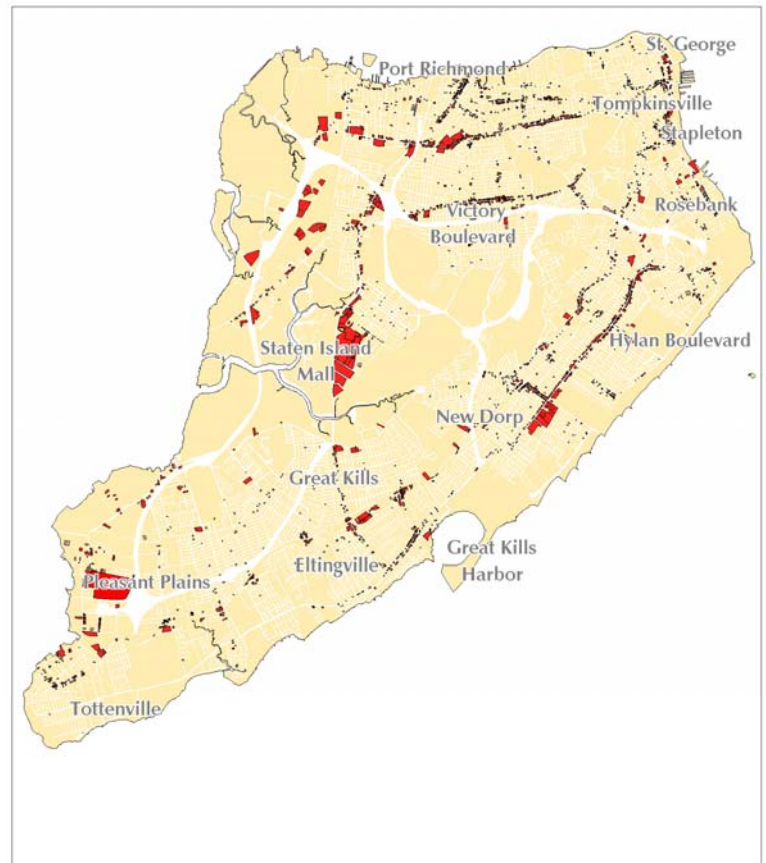 St. George
Port Richmond
Tompkinsville
Stapleton
Rosebank
Victory
Boulevard
Hylan Boulevard
Staten Island
Mall
New Dorp
Great Kills
Great Kills
Harbor
Eltingville
Pleasant Plains
Tottenville